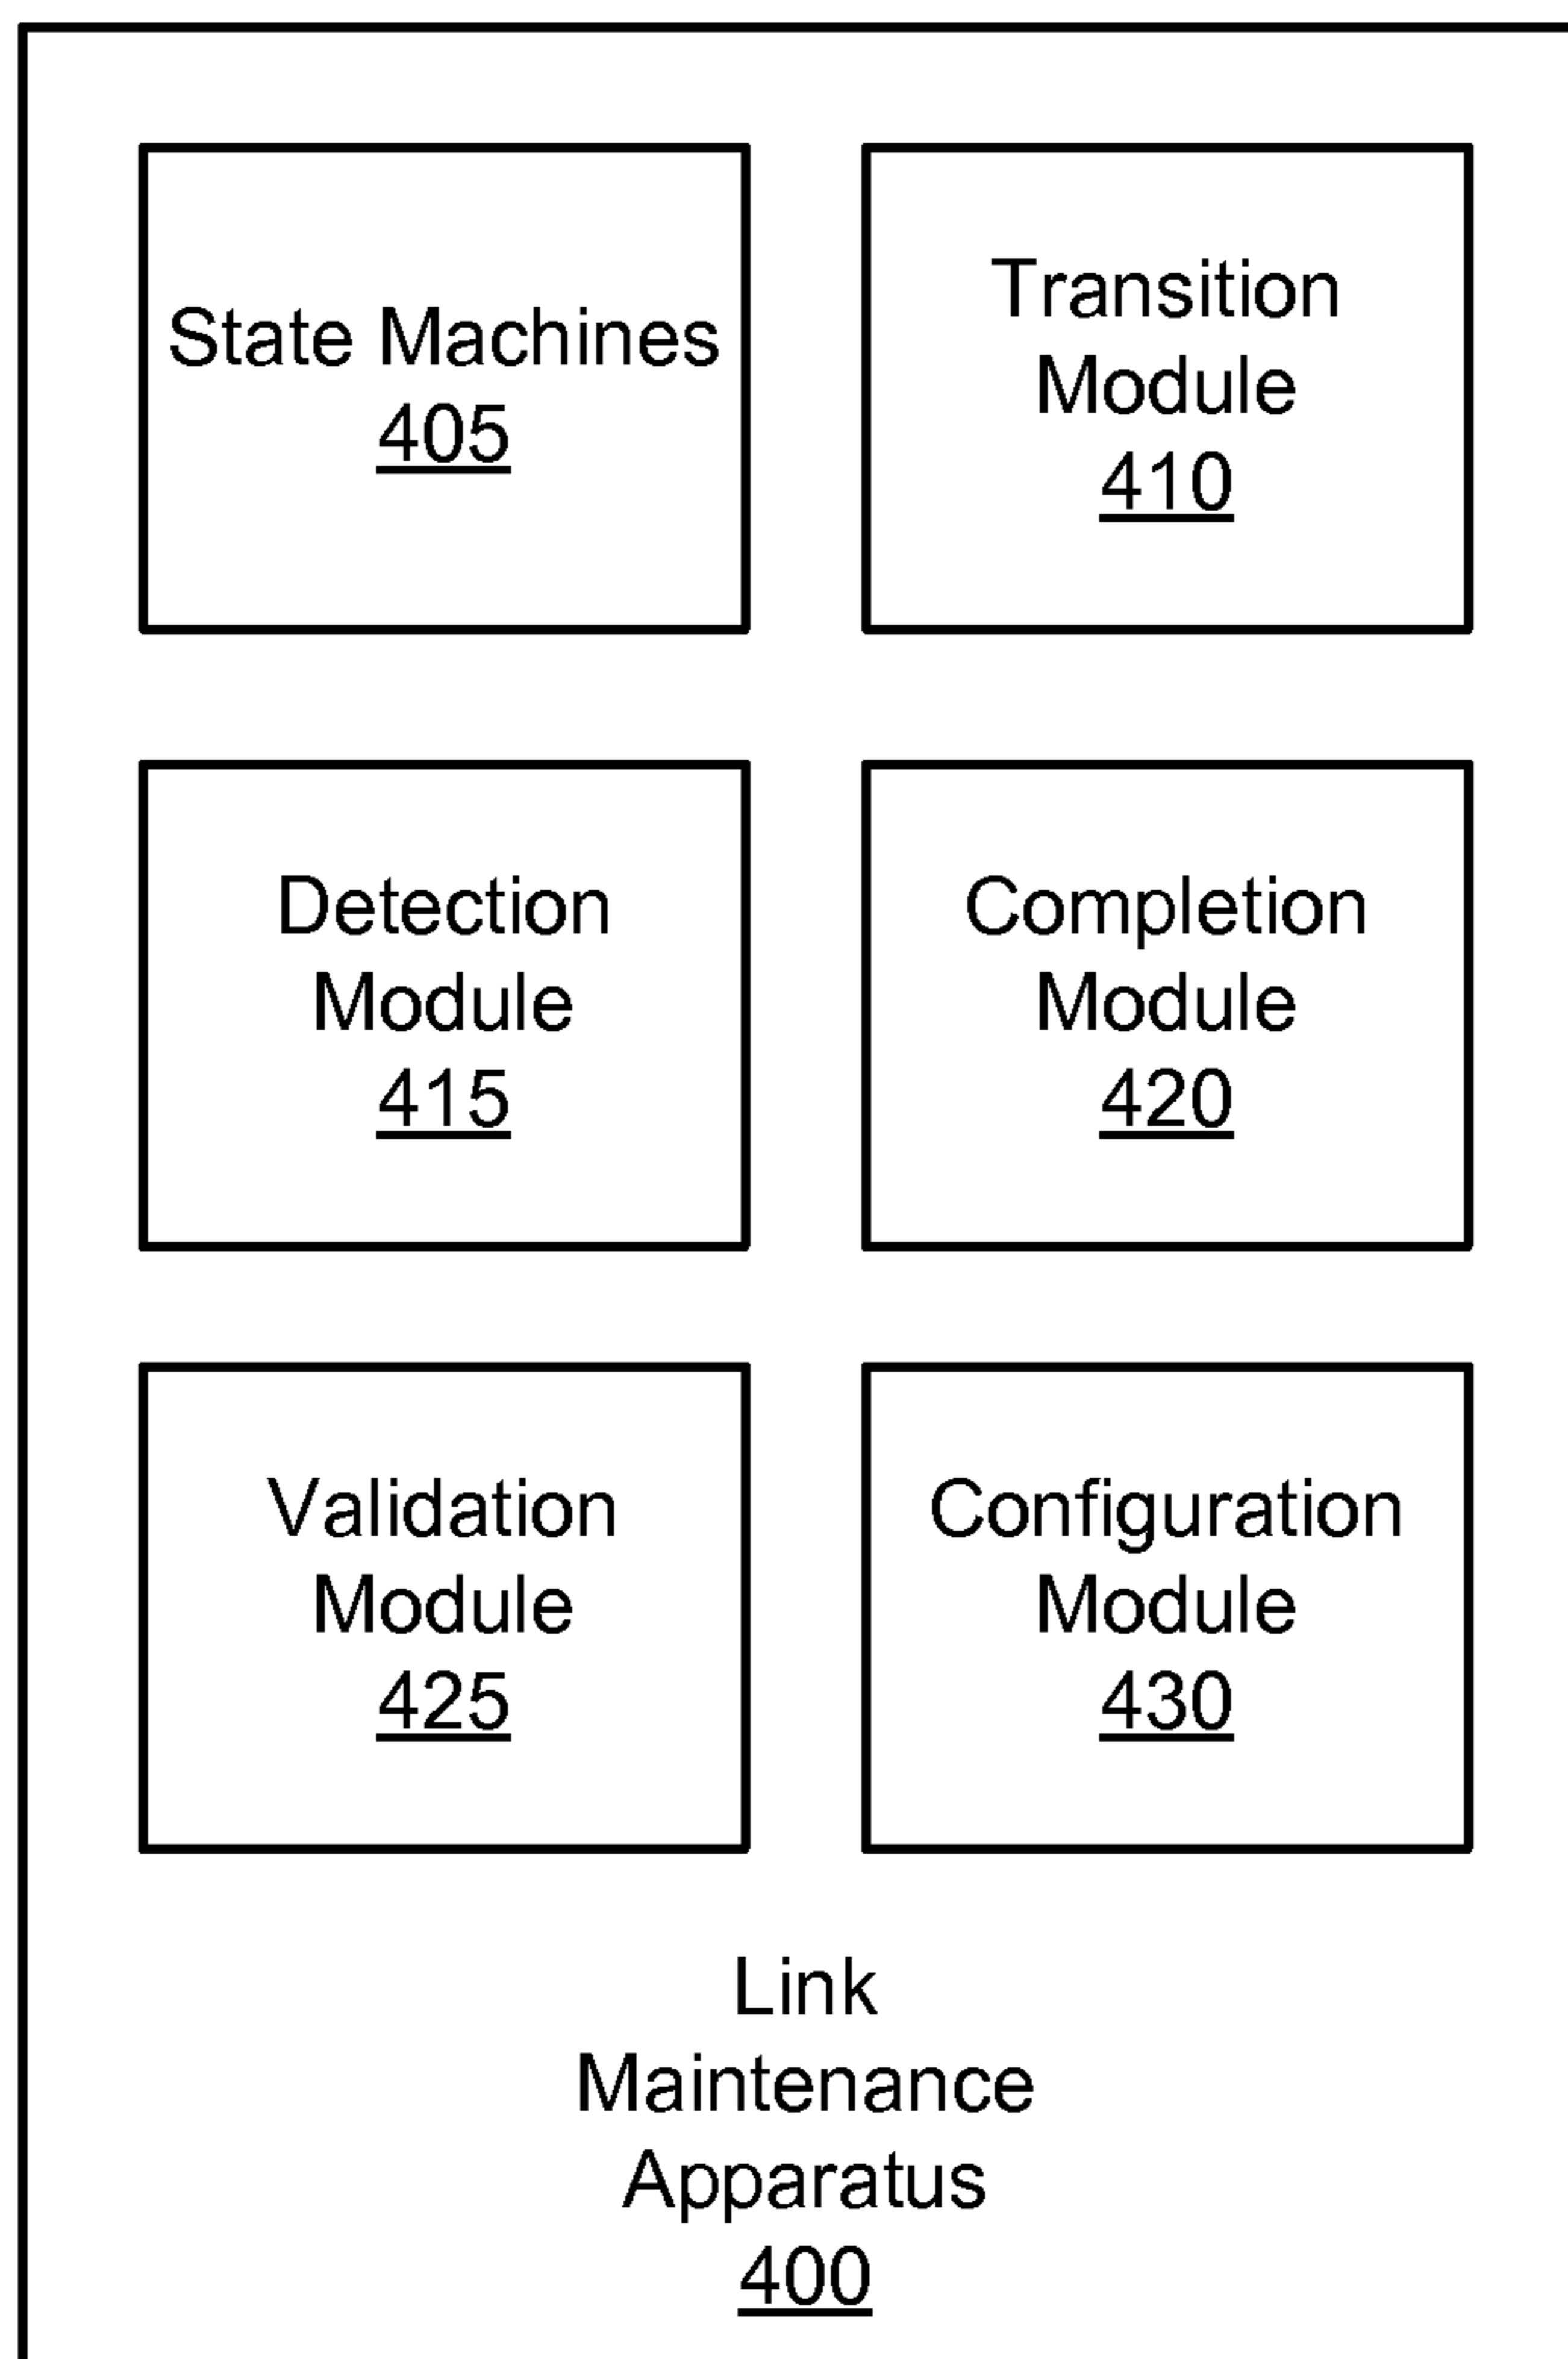 State Machines
405
Transition
Module
410
Detection
Module
415
Completion
Module
420
Validation
Module
425
Configuration
Module
430
Link
Maintenance
Apparatus
400